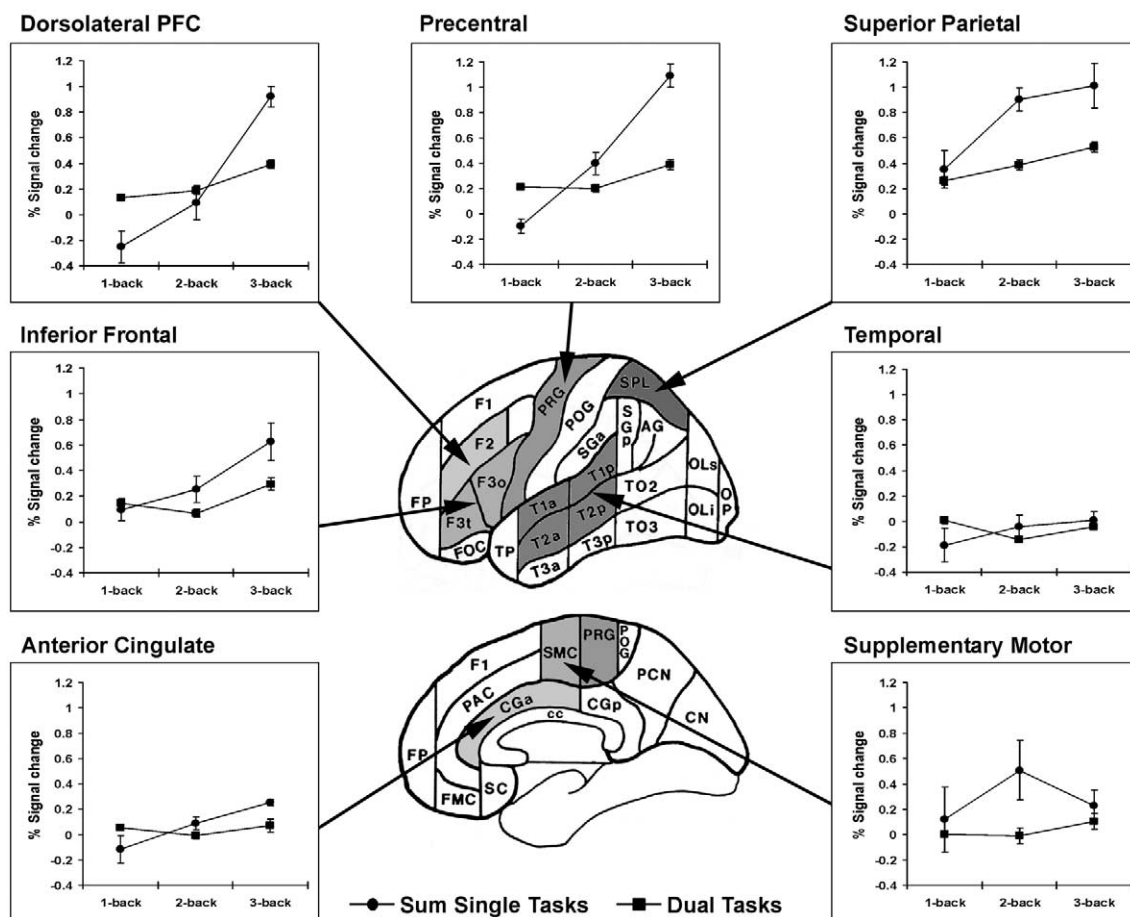 Dorsolateral PFC
% Signal change
1.2
1
0.8
0.6
0.4
0.2
0
-0.2
-0.4
1-back 2-back 3-back
Precentral
% Signal change
1.2
1
0.8
0.6
0.4
0.2
0
-0.2
-0.4
1-back 2-back 3-back
Superior Parietal
% Signal change
1.2
1
0.8
0.6
0.4
0.2
0
-0.2
-0.4
1-back 2-back 3-back
Inferior Frontal
% Signal change
1.2
1
0.8
0.6
0.4
0.2
0
-0.2
-0.4
1-back 2-back 3-back
F1
F2
F3o
F3t
FP
FOC
PRG
POG
SPL
SGa
SGp
AG
T1p
T1a
T2p
T2a
T3p
T3a
TP
TO2
TO3
OLs
OLi
OP
Temporal
% Signal change
1.2
1
0.8
0.6
0.4
0.2
0
-0.2
-0.4
1-back 2-back 3-back
Anterior Cingulate
% Signal change
1.2
1
0.8
0.6
0.4
0.2
0
-0.2
-0.4
1-back 2-back 3-back
F1
SMC
PRG
POG
PAC
CGa
cc
CGp
PCN
CN
FP
FMC
SC
Supplementary Motor
% Signal change
1.2
1
0.8
0.6
0.4
0.2
0
-0.2
-0.4
1-back 2-back 3-back
Sum Single Tasks Dual Tasks